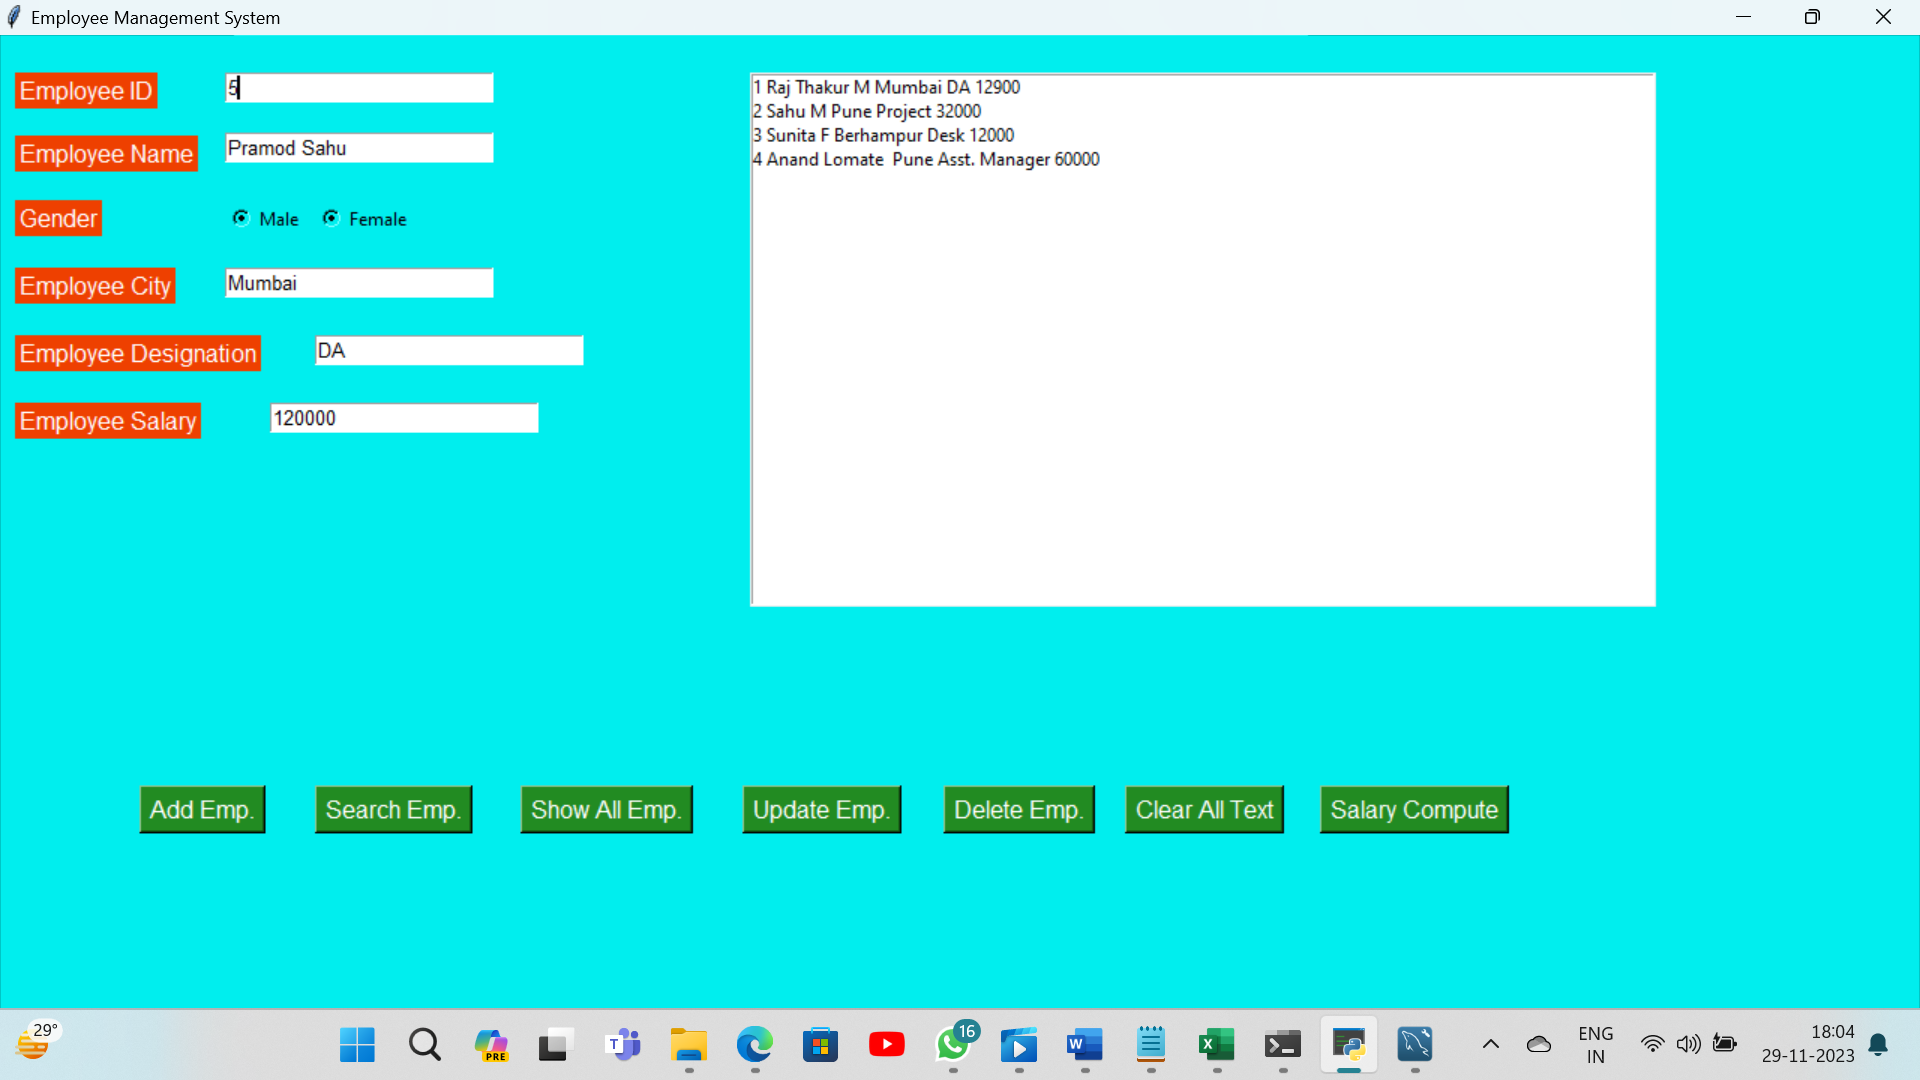 Employee Management System
Employee ID
5
Employee Name
Pramod Sahu
Gender
Male
Female
Employee City
Mumbai
Employee Designation
DA
Employee Salary
120000
1 Raj Thakur M Mumbai DA 12900
2 Sahu M Pune Project 32000
3 Sunita F Berhampur Desk 12000
4 Anand Lomate  Pune Asst. Manager 60000
Add Emp.
Search Emp.
Show All Emp.
Update Emp.
Delete Emp.
Clear All Text
Salary Compute
29°
PRE
T
16
W
X
ENG
IN
18:04
29-11-2023